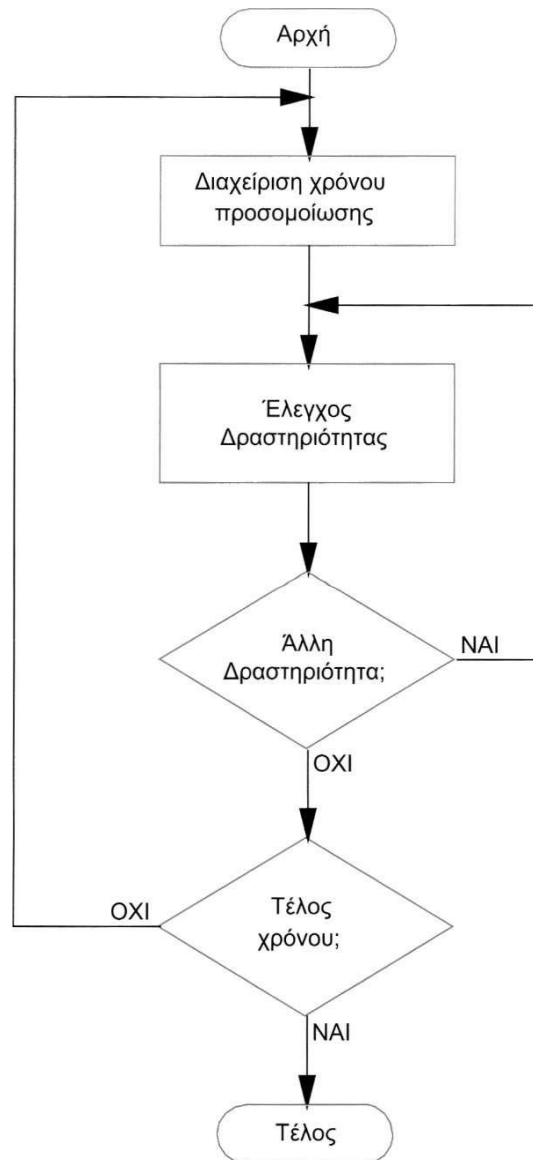 Αρχή
Διαχείριση χρόνου
προσομοίωσης
Έλεγχος
Δραστηριότητας
Άλλη
Δραστηριότητα;
ΝΑΙ
ΟΧΙ
ΟΧΙ
Τέλος
χρόνου;
ΝΑΙ
Τέλος